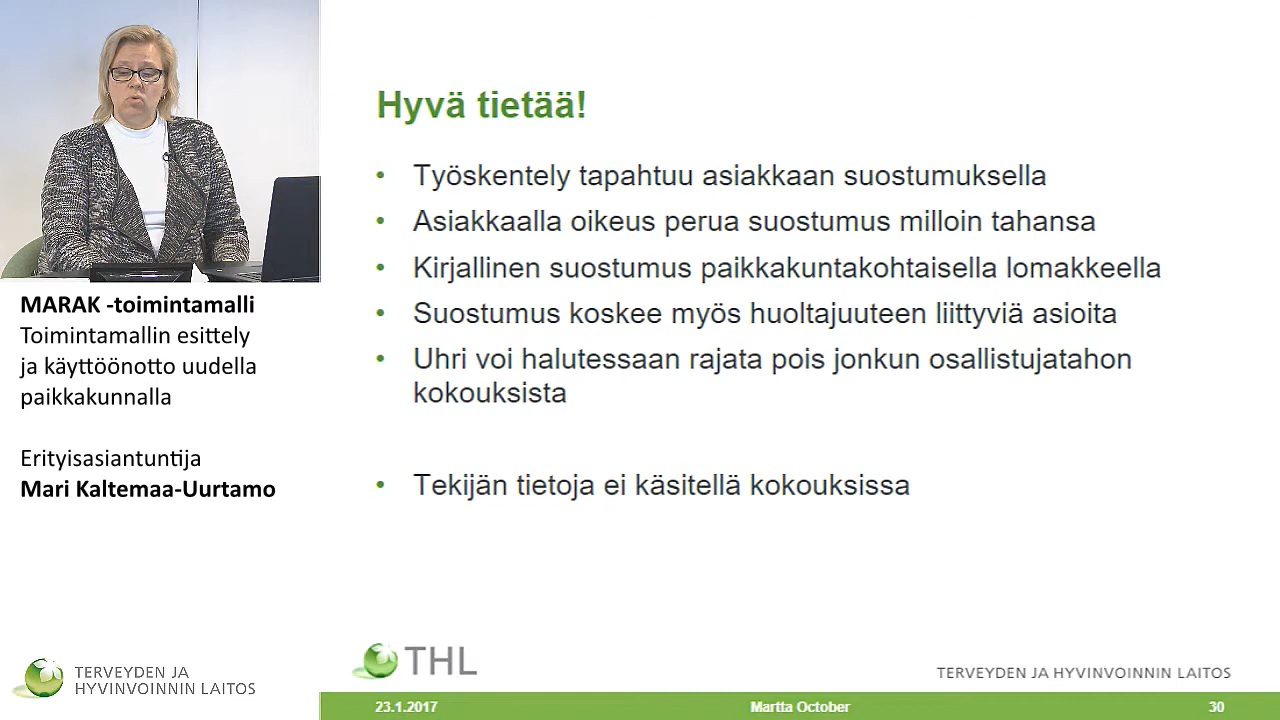 Hyvä tietää!
• Työskentely tapahtuu asiakkaan suostumuksella
• Asiakkaalla oikeus perua suostumus milloin tahansa
• Kirjallinen suostumus paikkakuntakohtaisella lomakkeella
• Suostumus koskee myös huoltajuuteen liittyviä asioita
• Uhri voi halutessaan rajata pois jonkun osallistujatahon
kokouksista
• Tekijän tietoja ei käsitellä kokouksissa
MARAK -toimintamalli
Toimintamallin esittely
ja käyttöönotto uudella
paikkakunnalla
Erityisasiantuntija
Mari Kaltemaa-Uurtamo
TERVEYDEN JA
HYVINVOINNIN LAITOS
THL
TERVEYDEN JA HYVINVOINNIN LAITOS
23.1.2017
Martta October
30